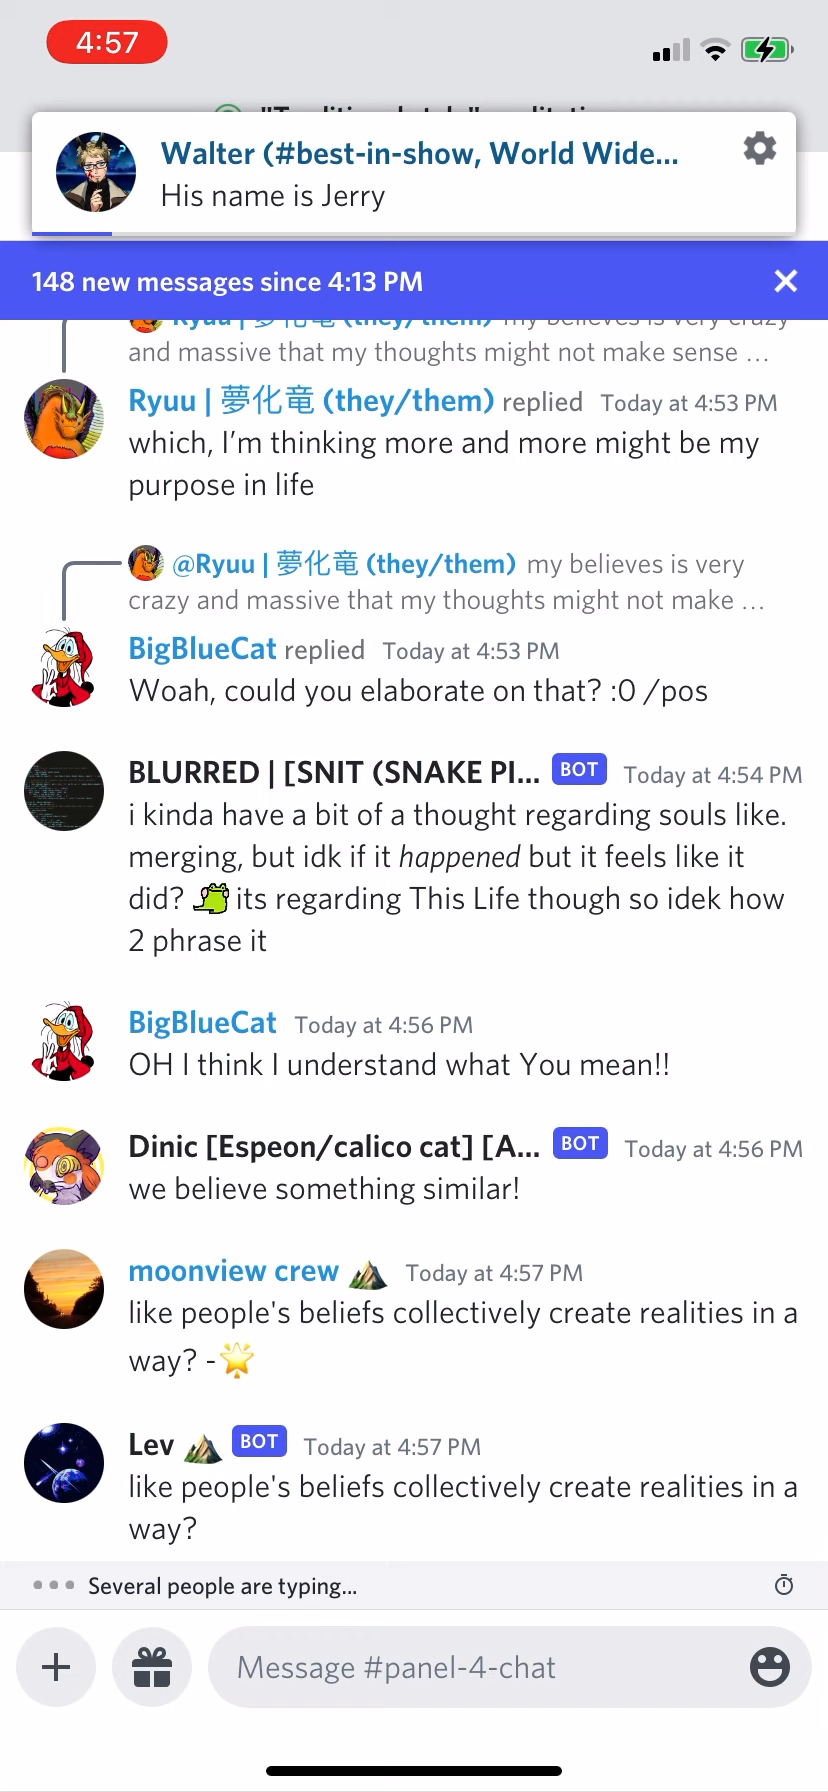 4:57
Walter (#best-in-show, World Wide...
His name is Jerry
148 new messages since 4:13 PM
Ryuu | 夢化竜 (they/them) my believes is very crazy
and massive that my thoughts might not make sense ...
Ryuu | 夢化竜 (they/them) replied Today at 4:53 PM
which, I'm thinking more and more might be my
purpose in life
@Ryuu | 夢化竜 (they/them) my believes is very
crazy and massive that my thoughts might not make ...
BigBlueCat replied Today at 4:53 PM
Woah, could you elaborate on that? :0 /pos
BLURRED | [SNIT (SNAKE PI... BOT Today at 4:54 PM
i kinda have a bit of a thought regarding souls like.
merging, but idk if it happened but it feels like it
did? its regarding This Life though so idek how
2 phrase it
BigBlueCat Today at 4:56 PM
OH I think I understand what You mean!!
Dinic [Espeon/calico cat] [A... BOT Today at 4:56 PM
we believe something similar!
moonview crew ⛰️ Today at 4:57 PM
like people's beliefs collectively create realities in a
way? -🌟
Lev ⛰️ BOT Today at 4:57 PM
like people's beliefs collectively create realities in a
way?
Several people are typing...
Message #panel-4-chat